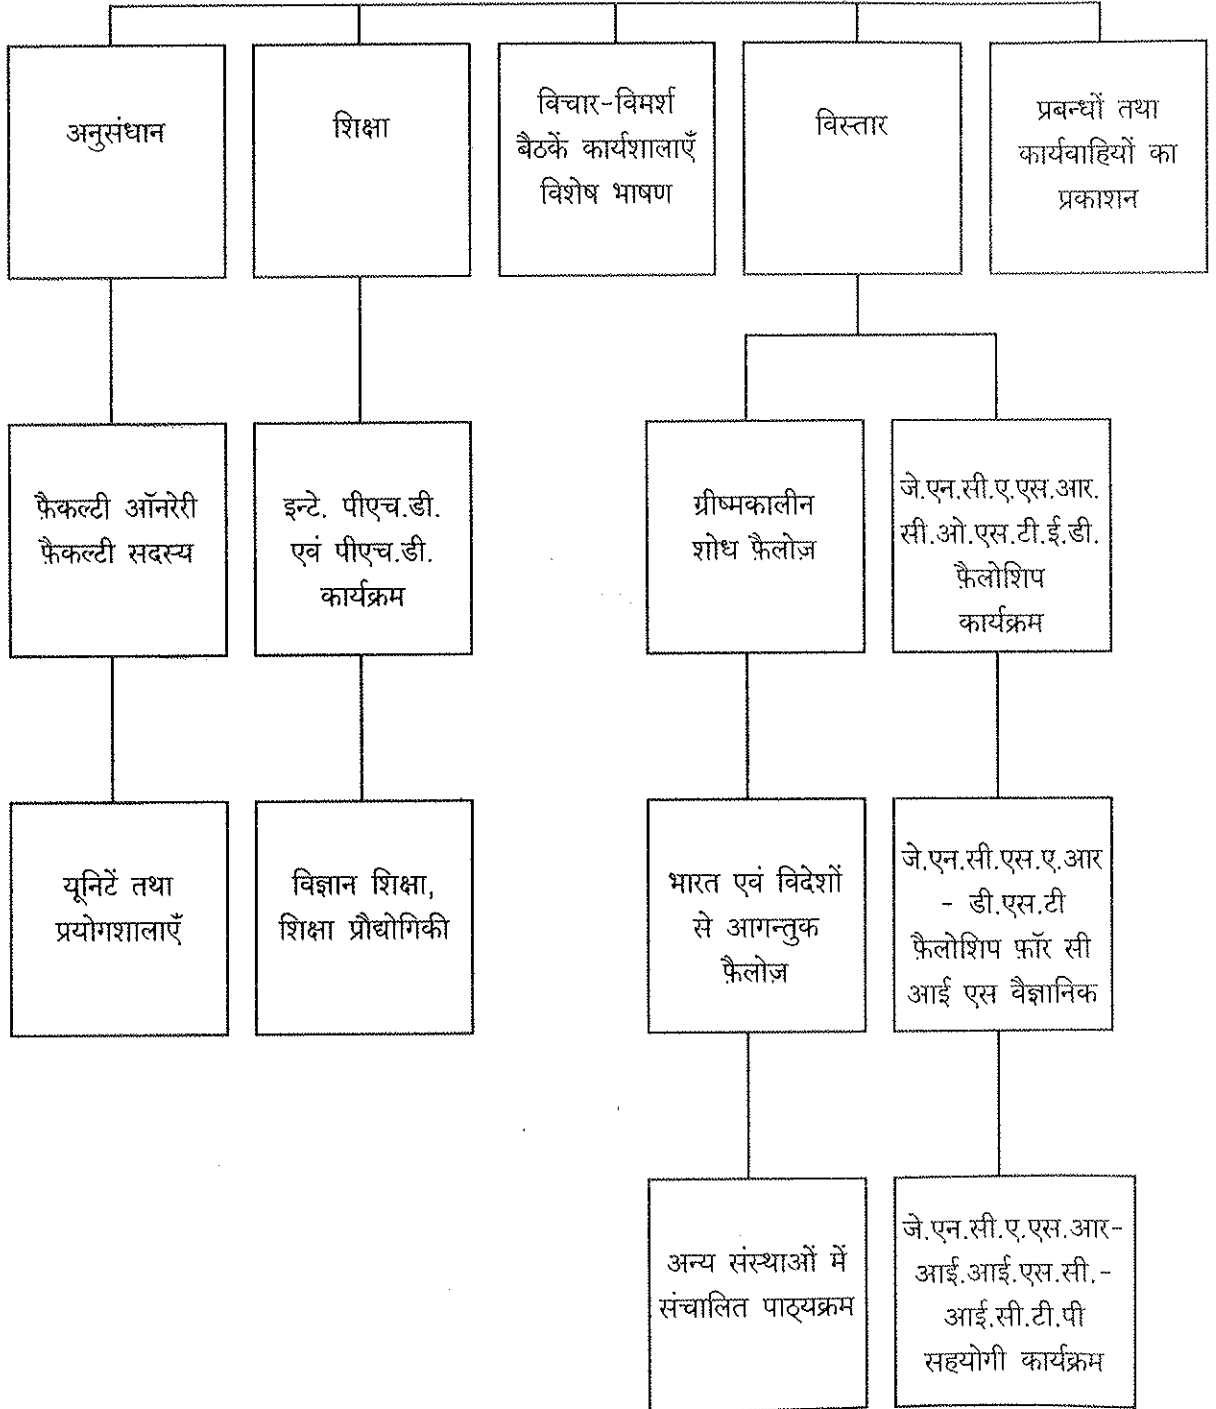 अनुसंधान
शिक्षा
विचार-विमर्श
बैठकें कार्यशालाएँ
विशेष भाषण
विस्तार
प्रबन्धों तथा
कार्यवाहियों का
प्रकाशन
फ़ैकल्टी ऑनरेरी
फ़ैकल्टी सदस्य
इन्टे. पीएच.डी.
एवं पीएच.डी.
कार्यक्रम
ग्रीष्मकालीन
शोध फ़ैलोज़
जे.एन.सी.ए.एस.आर.
सी.ओ.एस.टी.ई.डी.
फ़ैलोशिप
कार्यक्रम
यूनिटें तथा
प्रयोगशालाएँ
विज्ञान शिक्षा,
शिक्षा प्रौद्योगिकी
भारत एवं विदेशों
से आगन्तुक
फ़ैलोज़
जे.एन.सी.एस.ए.आर
- डी.एस.टी
फ़ैलोशिप फ़ॉर सी
आई एस वैज्ञानिक
अन्य संस्थाओं में
संचालित पाठ्यक्रम
जे.एन.सी.ए.एस.आर-
आई.आई.एस.सी.-
आई.सी.टी.पी
सहयोगी कार्यक्रम